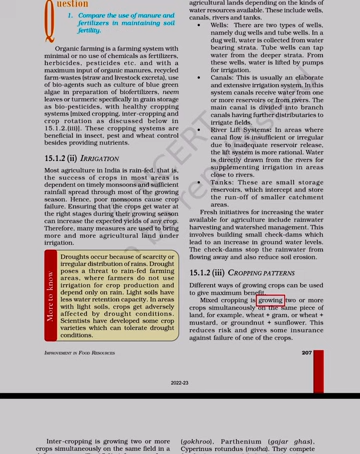 uestion
Q
1. Compare the use of manure and
fertilizers in maintaining soil
fertility.
Organic farming is a farming system with
minimal or no use of chemicals as fertilizers,
herbicides, pesticides etc. and with a
maximum input of organic manures, recycled
farm-wastes (straw and livestock excreta), use
of bio-agents such as culture of blue green
algae in preparation of biofertilizers, neem
leaves or turmeric specifically in grain storage
as bio-pesticides, with healthy cropping
systems [mixed cropping, inter-cropping and
crop rotation as discussed below in
15.1.2.(iii)]. These cropping systems are
beneficial in insect, pest and weed control
besides providing nutrients.
15.1.2 (ii) IRRIGATION
Most agriculture in India is rain-fed, that is,
the success of crops in most areas is
dependent on timely monsoons and sufficient
rainfall spread through most of the growing
season. Hence, poor monsoons cause crop
failure. Ensuring that the crops get water at
the right stages during their growing season
can increase the expected yields of any crop.
Therefore, many measures are used to bring
more and more agricultural land under
irrigation.
More to know
Droughts occur because of scarcity or
irregular distribution of rains. Drought
poses a threat to rain-fed farming
areas, where farmers do not use
irrigation for crop production and
depend only on rain. Light soils have
less water retention capacity. In areas
with light soils, crops get adversely
affected by drought conditions.
Scientists have developed some crop
varieties which can tolerate drought
conditions.
agricultural lands depending on the kinds of
water resources available. These include wells,
canals, rivers and tanks.
• Wells: There are two types of wells,
namely dug wells and tube wells. In a
dug well, water is collected from water
bearing strata. Tube wells can tap
water from the deeper strata. From
these wells, water is lifted by pumps
for irrigation.
• Canals: This is usually an elaborate
and extensive irrigation system. In this
system canals receive water from one
or more reservoirs or from rivers. The
main canal is divided into branch
canals having further distributaries to
irrigate fields.
• River Lift Systems: In areas where
canal flow is insufficient or irregular
due to inadequate reservoir release,
the lift system is more rational. Water
is directly drawn from the rivers for
supplementing irrigation in areas
close to rivers.
• Tanks: These are small storage
reservoirs, which intercept and store
the run-off of smaller catchment
areas.
Fresh initiatives for increasing the water
available for agriculture include rainwater
harvesting and watershed management. This
involves building small check-dams which
lead to an increase in ground water levels.
The check-dams stop the rainwater from
flowing away and also reduce soil erosion.
15.1.2 (iii) CROPPING PATTERNS
Different ways of growing crops can be used
to give maximum benefit.
Mixed cropping is growing two or more
crops simultaneously on the same piece of
land, for example, wheat + gram, or wheat +
mustard, or groundnut + sunflower. This
reduces risk and gives some insurance
against failure of one of the crops.
IMPROVEMENT IN FOOD RESOURCES
207
2022-23
Inter-cropping is growing two or more
crops simultaneously on the same field in a
(gokhroo), Parthenium (gajar ghas),
Cyperinus rotundus (motha). They compete